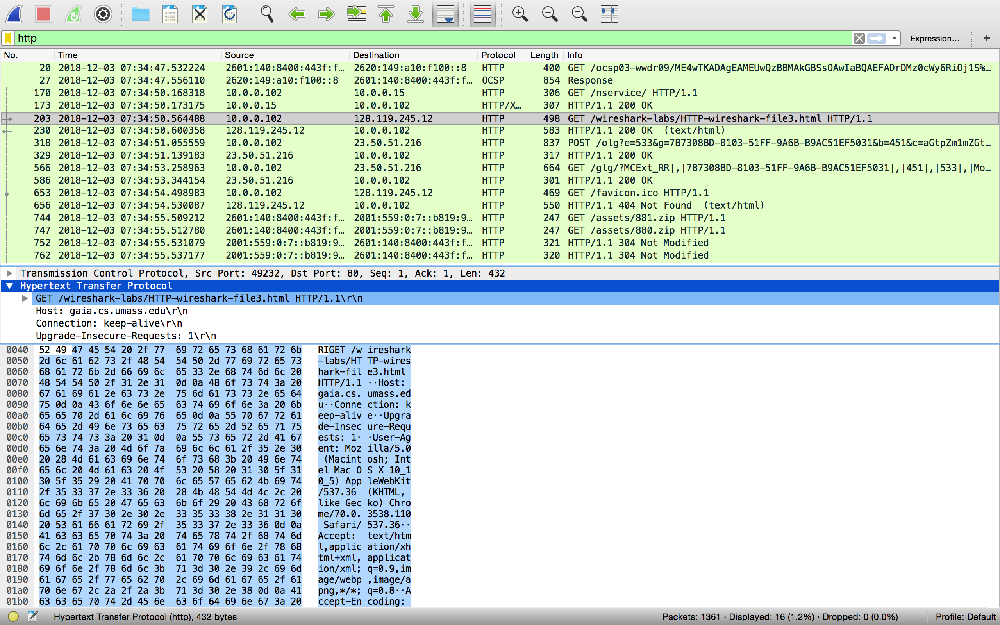 http
Expression...
+
No. Time Source Destination Protocol Length Info
20 2018-12-03 07:34:47.532224 2601:140:8400:443f:f… 2620:149:a10:f100::8 HTTP 400 GET /ocsp03-wwdr09/ME4wTKADAgEAMEUwQzBBMAkGBSsOAwIaBQAEFADrDMz0cWy6RiOj1S%…
27 2018-12-03 07:34:47.556110 2620:149:a10:f100::8 2601:140:8400:443f:f… OCSP 854 Response
170 2018-12-03 07:34:50.168318 10.0.0.102 10.0.0.15 HTTP 306 GET /nservice/ HTTP/1.1
173 2018-12-03 07:34:50.173175 10.0.0.15 10.0.0.102 HTTP/X… 307 HTTP/1.1 200 OK
203 2018-12-03 07:34:50.564488 10.0.0.102 128.119.245.12 HTTP 498 GET /wireshark-labs/HTTP-wireshark-file3.html HTTP/1.1
230 2018-12-03 07:34:50.600358 128.119.245.12 10.0.0.102 HTTP 583 HTTP/1.1 200 OK (text/html)
318 2018-12-03 07:34:51.055559 10.0.0.102 23.50.51.216 HTTP 837 POST /olg?e=533&g=7B7308BD-8103-51FF-9A6B-B9AC51EF5031&b=451&c=aGtpZm1mZGt…
329 2018-12-03 07:34:51.139183 23.50.51.216 10.0.0.102 HTTP 317 HTTP/1.1 200 OK
566 2018-12-03 07:34:53.258963 10.0.0.102 23.50.51.216 HTTP 664 GET /glg/?MCExt_RR|,|7B7308BD-8103-51FF-9A6B-B9AC51EF5031|,|451|,|533|,|Mo…
586 2018-12-03 07:34:53.344154 23.50.51.216 10.0.0.102 HTTP 301 HTTP/1.1 200 OK
653 2018-12-03 07:34:54.498983 10.0.0.102 128.119.245.12 HTTP 469 GET /favicon.ico HTTP/1.1
656 2018-12-03 07:34:54.530087 128.119.245.12 10.0.0.102 HTTP 550 HTTP/1.1 404 Not Found (text/html)
744 2018-12-03 07:34:55.509212 2601:140:8400:443f:f… 2001:559:0:7::b819:9… HTTP 247 GET /assets/881.zip HTTP/1.1
747 2018-12-03 07:34:55.512780 2601:140:8400:443f:f… 2001:559:0:7::b819:9… HTTP 247 GET /assets/880.zip HTTP/1.1
752 2018-12-03 07:34:55.531079 2001:559:0:7::b819:9… 2601:140:8400:443f:f… HTTP 321 HTTP/1.1 304 Not Modified
762 2018-12-03 07:34:55.537177 2001:559:0:7::b819:9… 2601:140:8400:443f:f… HTTP 320 HTTP/1.1 304 Not Modified
Transmission Control Protocol, Src Port: 49232, Dst Port: 80, Seq: 1, Ack: 1, Len: 432
Hypertext Transfer Protocol
GET /wireshark-labs/HTTP-wireshark-file3.html HTTP/1.1\r\n
Host: gaia.cs.umass.edu\r\n
Connection: keep-alive\r\n
Upgrade-Insecure-Requests: 1\r\n
0040 52 49 47 45 54 20 2f 77 69 72 65 73 68 61 72 6b RIGET /w ireshark
0050 2d 6c 61 62 73 2f 48 54 54 50 2d 77 69 72 65 73 -labs/HT TP-wires
0060 68 61 72 6b 2d 66 69 6c 65 33 2e 68 74 6d 6c 20 hark-fil e3.html
0070 48 54 54 50 2f 31 2e 31 0d 0a 48 6f 73 74 3a 20 HTTP/1.1 ··Host:
0080 67 61 69 61 2e 63 73 2e 75 6d 61 73 73 2e 65 64 gaia.cs. umass.ed
0090 75 0d 0a 43 6f 6e 6e 65 63 74 69 6f 6e 3a 20 6b u··Conne ction: k
00a0 65 65 70 2d 61 6c 69 76 65 0d 0a 55 70 67 72 61 eep-aliv e··Upgra
00b0 64 65 2d 49 6e 73 65 63 75 72 65 2d 52 65 71 75 de-Insec ure-Requ
00c0 65 73 74 73 3a 20 31 0d 0a 55 73 65 72 2d 41 67 ests: 1· ·User-Ag
00d0 65 6e 74 3a 20 4d 6f 7a 69 6c 6c 61 2f 35 2e 30 ent: Moz illa/5.0
00e0 20 28 4d 61 63 69 6e 74 6f 73 68 3b 20 49 6e 74 (Macint osh; Int
00f0 65 6c 20 4d 61 63 20 4f 53 20 58 20 31 30 5f 31 el Mac O S X 10_1
0100 30 5f 35 29 20 41 70 70 6c 65 57 65 62 4b 69 74 0_5) App leWebKit
0110 2f 35 33 37 2e 33 36 20 28 4b 48 54 4d 4c 2c 20 /537.36 (KHTML,
0120 6c 69 6b 65 20 47 65 63 6b 6f 29 20 43 68 72 6f like Gec ko) Chro
0130 6d 65 2f 37 30 2e 30 2e 33 35 33 38 2e 31 31 30 me/70.0. 3538.110
0140 20 53 61 66 61 72 69 2f 35 33 37 2e 33 36 0d 0a Safari/ 537.36··
0150 41 63 63 65 70 74 3a 20 74 65 78 74 2f 68 74 6d Accept: text/htm
0160 6c 2c 61 70 70 6c 69 63 61 74 69 6f 6e 2f 78 68 l,applic ation/xh
0170 74 6d 6c 2b 78 6d 6c 2c 61 70 70 6c 69 63 61 74 tml+xml, applicat
0180 69 6f 6e 2f 78 6d 6c 3b 71 3d 30 2e 39 2c 69 6d ion/xml; q=0.9,im
0190 61 67 65 2f 77 65 62 70 2c 69 6d 61 67 65 2f 61 age/webp ,image/a
01a0 70 6e 67 2c 2a 2f 2a 3b 71 3d 30 2e 38 0d 0a 41 png,*/*; q=0.8··A
01b0 63 63 65 70 74 2d 45 6e 63 6f 64 69 6e 67 3a 20 ccept-En coding:
Hypertext Transfer Protocol (http), 432 bytes
Packets: 1361 · Displayed: 16 (1.2%) · Dropped: 0 (0.0%)
Profile: Default